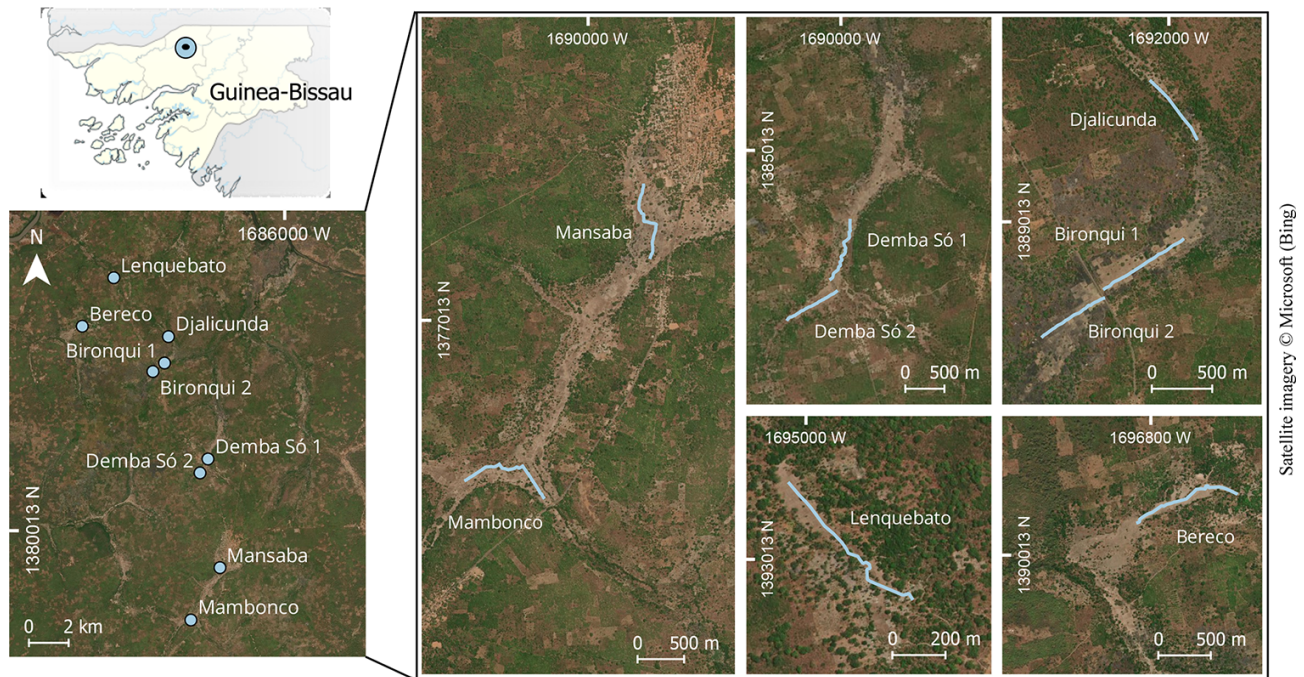 Guinea-Bissau
1686000 W
N
Lenquebato
Bereco
Djalicunda
Bironqui 1
Bironqui 2
Demba Só 1
Demba Só 2
1380013 N
Mansaba
Mambonco
0 2 km
1690000 W
Mansaba
1377013 N
Mambonco
0 500 m
1690000 W
1385013 N
Demba Só 1
Demba Só 2
0 500 m
1692000 W
Djalicunda
1389013 N
Bironqui 1
Bironqui 2
0 500 m
1695000 W
Lenquebato
1393013 N
0 200 m
1696800 W
Bereco
1390013 N
0 500 m
Satellite imagery © Microsoft (Bing)